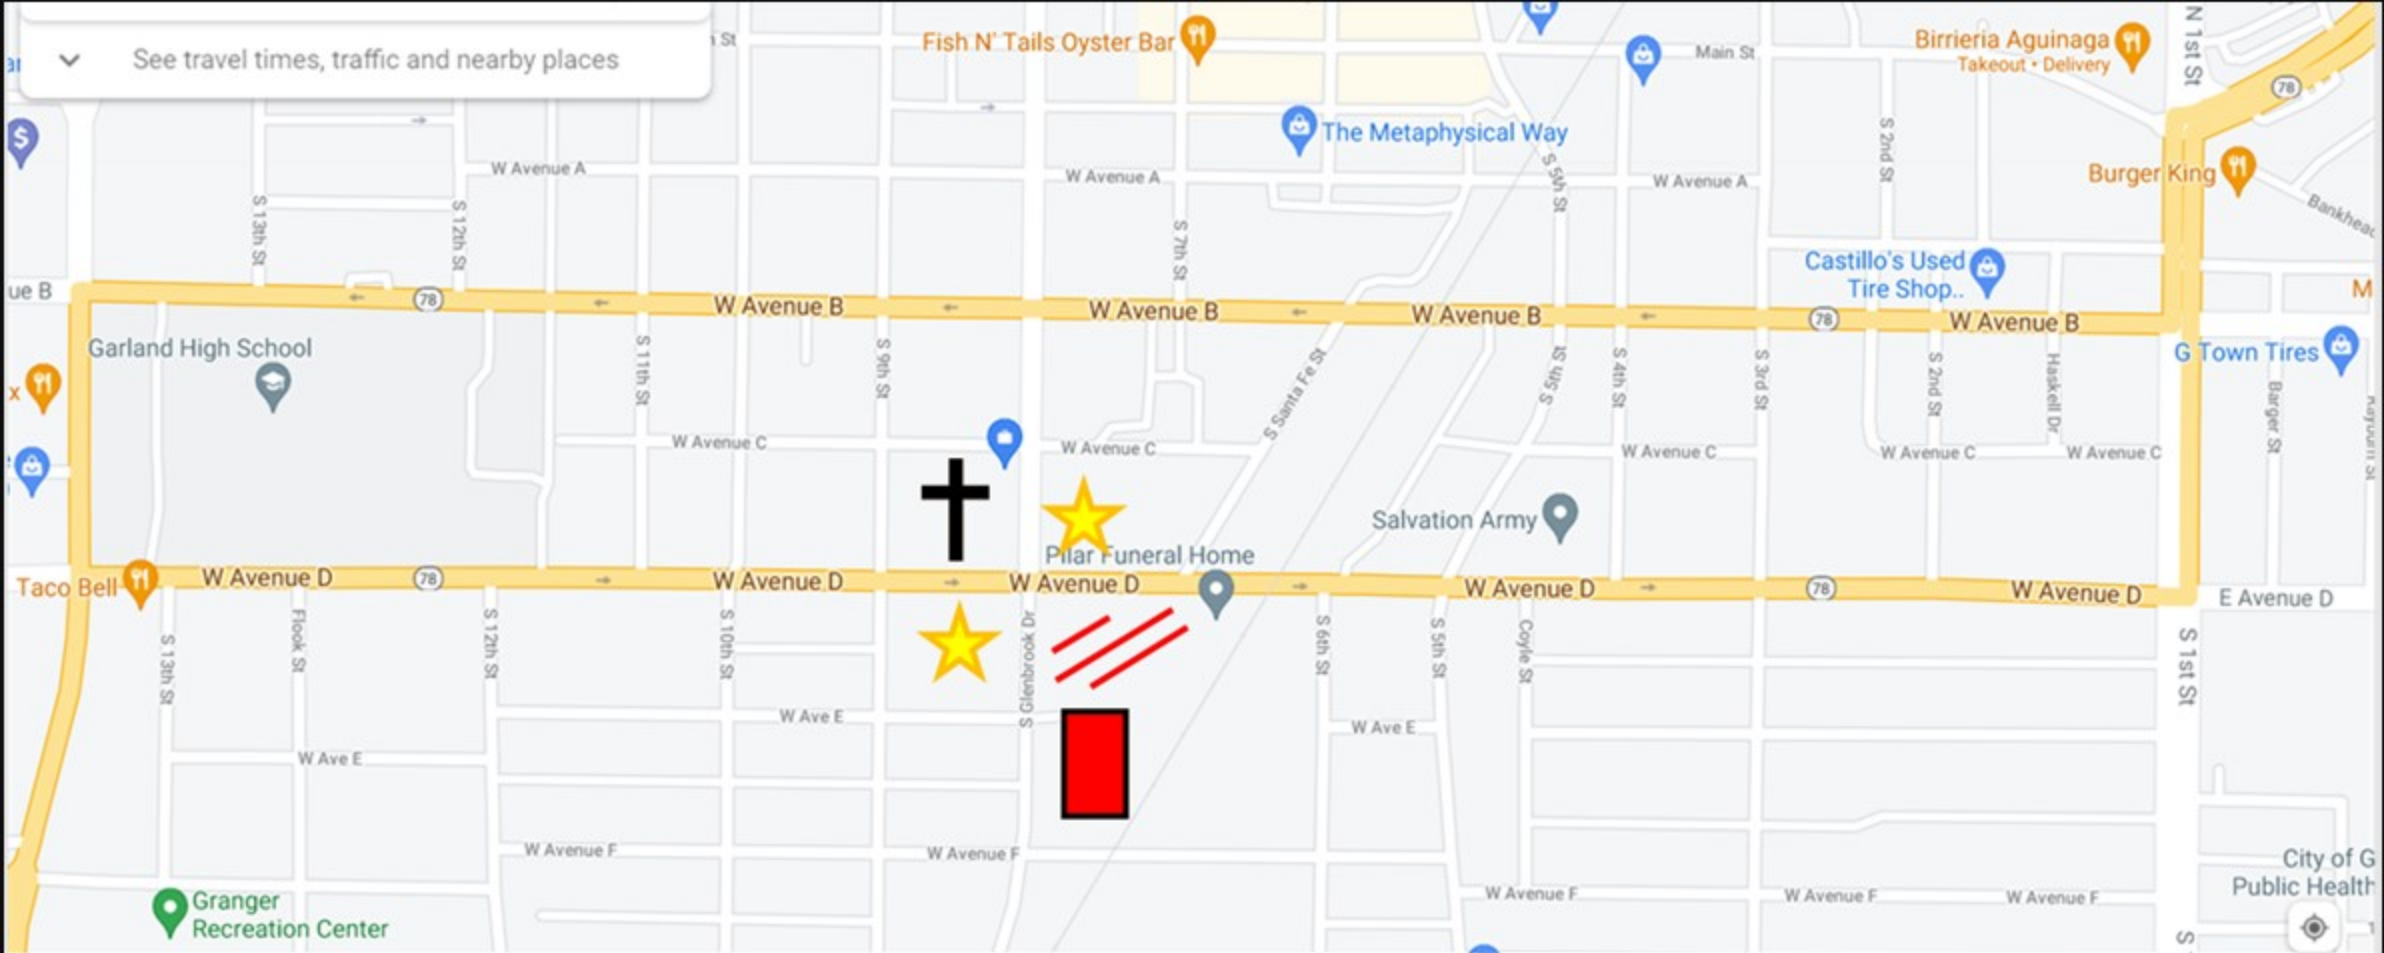 See travel times, traffic and nearby places
Fish N' Tails Oyster Bar
Main St
Birrieria Aguinaga
Takeout • Delivery
N 1st St
78
The Metaphysical Way
Burger King
W Avenue A
W Avenue A
W Avenue A
S 13th St
S 12th St
S 7th St
S 5th St
S 2nd St
Castillo's Used
Tire Shop..
ue B
78
W Avenue B
W Avenue B
W Avenue B
78
W Avenue B
Garland High School
S 11th St
S 9th St
S Santa Fe St
S 5th St
S 4th St
S 3rd St
S 2nd St
Haskell Dr
G Town Tires
Barger St
W Avenue C
W Avenue C
W Avenue C
W Avenue C
W Avenue C
Salvation Army
Pilar Funeral Home
Taco Bell
W Avenue D
78
W Avenue D
W Avenue D
W Avenue D
78
W Avenue D
E Avenue D
S 13th St
Flook St
S 12th St
S 10th St
S Glenbrook Dr
S 6th St
S 5th St
Coyle St
S 1st St
W Ave E
W Ave E
W Ave E
W Avenue F
W Avenue F
W Avenue F
W Avenue F
W Avenue F
Granger
Recreation Center
City of G
Public Health